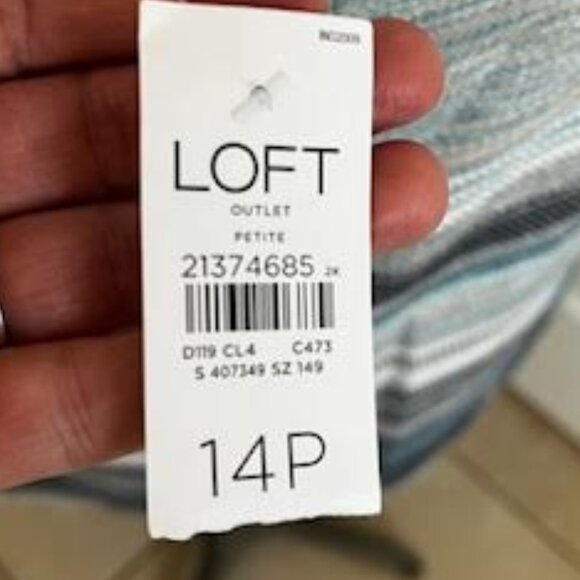 LOFT
OUTLET
PETITE
21374685 2K
D119 CL4 C473
S 407349 SZ 149
14P